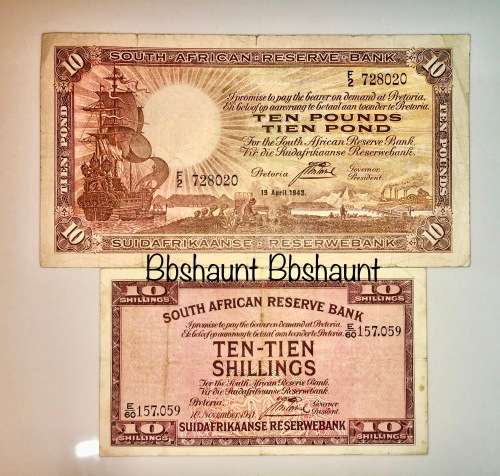 SOUTH AFRICAN RESERVE BANK
10
10
E/2 728020
I promise to pay the bearer on demand at Pretoria.
Ek beloof op aanvraag te betaal aan toonder te Pretoria.
TEN POUNDS
TIEN POND
For the South African Reserve Bank.
Vir die Suidafrikaanse Reserwebank.
TIEN POND
TEN POUNDS
E/2 728020
Pretoria
Governor
President.
19 April 1943.
10
10
SUIDAFRIKAANSE RESERWEBANK
Bbshaunt Bbshaunt
10
SHILLINGS
10
SHILLINGS
SOUTH AFRICAN RESERVE BANK
I promise to pay the bearer on demand at Pretoria.
Ek beloof op aanvraag te betaal aan toonder te Pretoria.
E/60 157,059
TEN-TIEN
SHILLINGS
For the South African Reserve Bank.
Vir die Suidafrikaanse Reserwebank.
E/60 157,059
Pretoria
Governor
President.
November
10
SHILLINGS
10
SHILLINGS
SUIDAFRIKAANSE RESERWEBANK